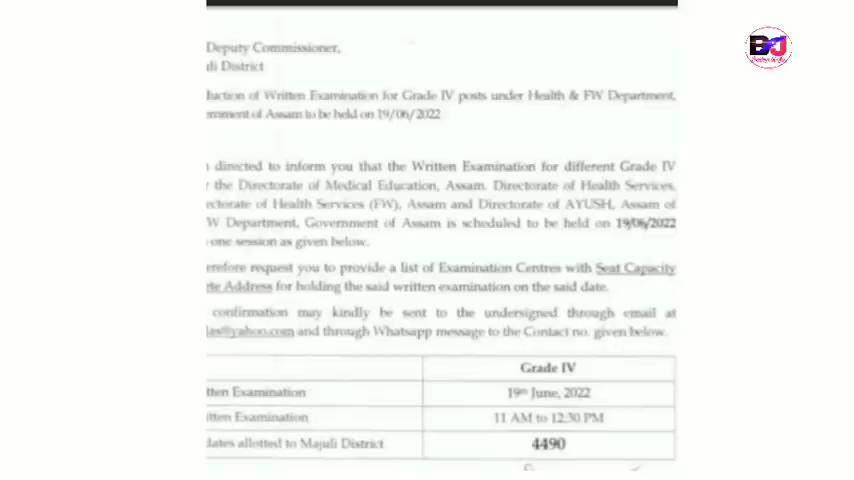 Deputy Commissioner,
uli District
duction of Written Examination for Grade IV posts under Health & FW Department,
ernment of Assam to be held on 19/06/2022
directed to inform you that the Written Examination for different Grade IV
r the Directorate of Medical Education, Assam. Directorate of Health Services,
ectorate of Health Services (FW), Assam and Directorate of AYUSH, Assam of
W Department, Government of Assam is scheduled to be held on 19/06/2022
one session as given below.
erefore request you to provide a list of Examination Centres with Seat Capacity
ete Address for holding the said written examination on the said date.
confirmation may kindly be sent to the undersigned through email at
las@yahoo.com and through Whatsapp message to the Contact no. given below.
Grade IV
itten Examination 19th June, 2022
itten Examination 11 AM to 12:30 PM
dates allotted to Majuli District 4490
BJ